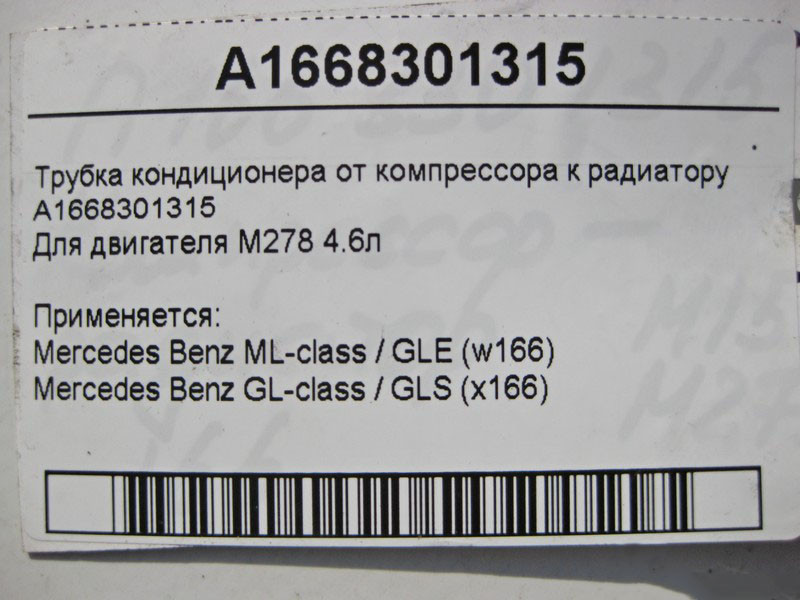 A1668301315
Трубка кондиционера от компрессора к радиатору
A1668301315
Для двигателя М278 4.6л
Применяется:
Mercedes Benz ML-class / GLE (w166)
Mercedes Benz GL-class / GLS (x166)